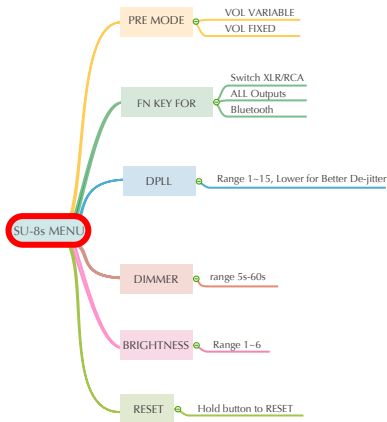 SU-8s MENU
PRE MODE
VOL VARIABLE
VOL FIXED
FN KEY FOR
Switch XLR/RCA
ALL Outputs
Bluetooth
DPLL
Range 1~15, Lower for Better De-jitter
DIMMER
range 5s-60s
BRIGHTNESS
Range 1~6
RESET
Hold button to RESET